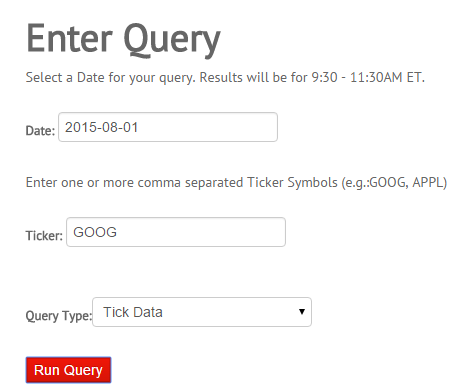 Enter Query
Select a Date for your query. Results will be for 9:30 - 11:30AM ET.
Date: 2015-08-01
Enter one or more comma separated Ticker Symbols (e.g.:GOOG, APPL)
Ticker: GOOG
Query Type: Tick Data
Run Query